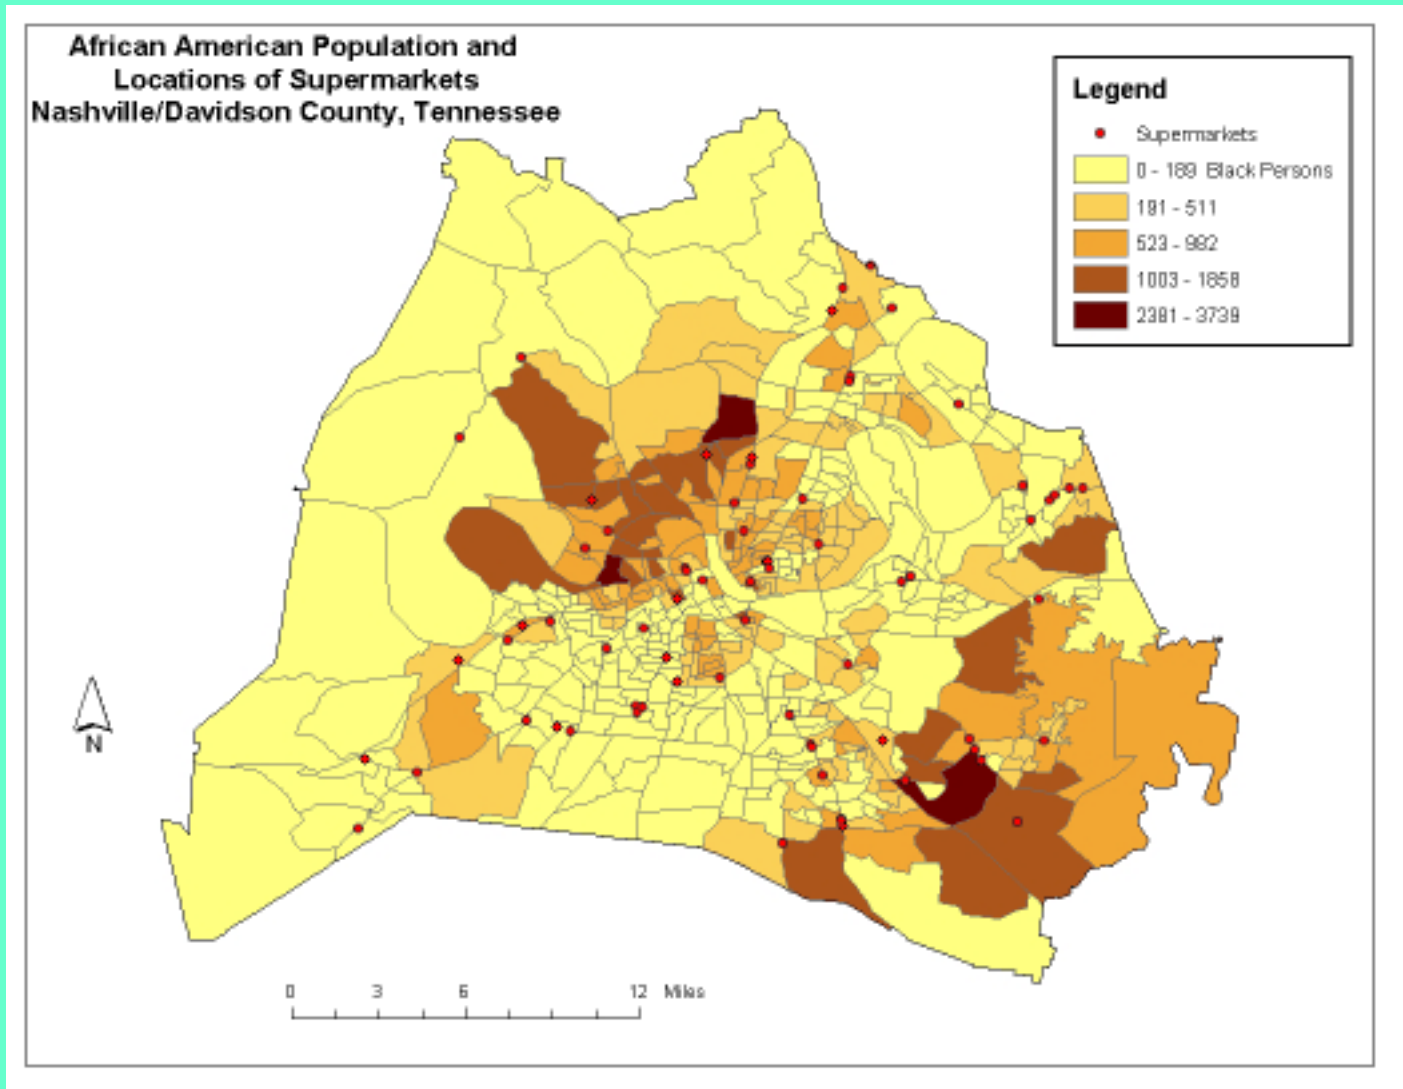 African American Population and
Locations of Supermarkets
Nashville/Davidson County, Tennessee
Legend
Supermarkets
0 - 189 Black Persons
191 - 511
523 - 982
1003 - 1858
2381 - 3739
N
0 3 6 12 Miles